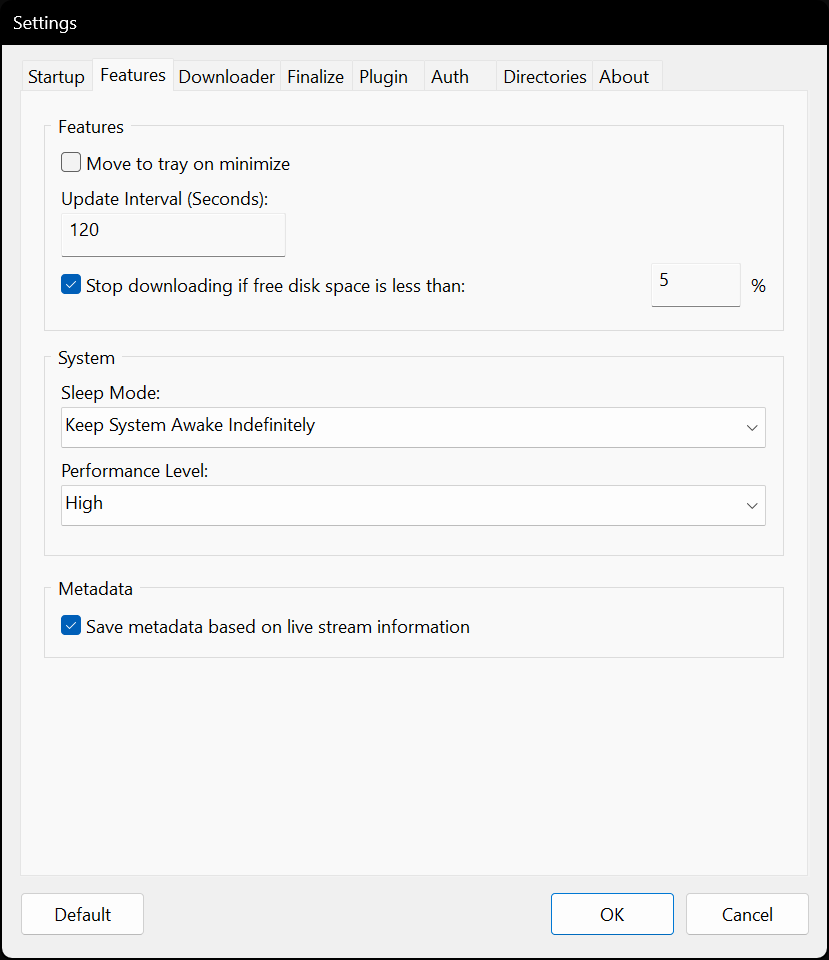 Settings
Startup Features Downloader Finalize Plugin Auth Directories About
Features
Move to tray on minimize
Update Interval (Seconds):
120
Stop downloading if free disk space is less than: 5 %
System
Sleep Mode:
Keep System Awake Indefinitely
Performance Level:
High
Metadata
Save metadata based on live stream information
Default OK Cancel